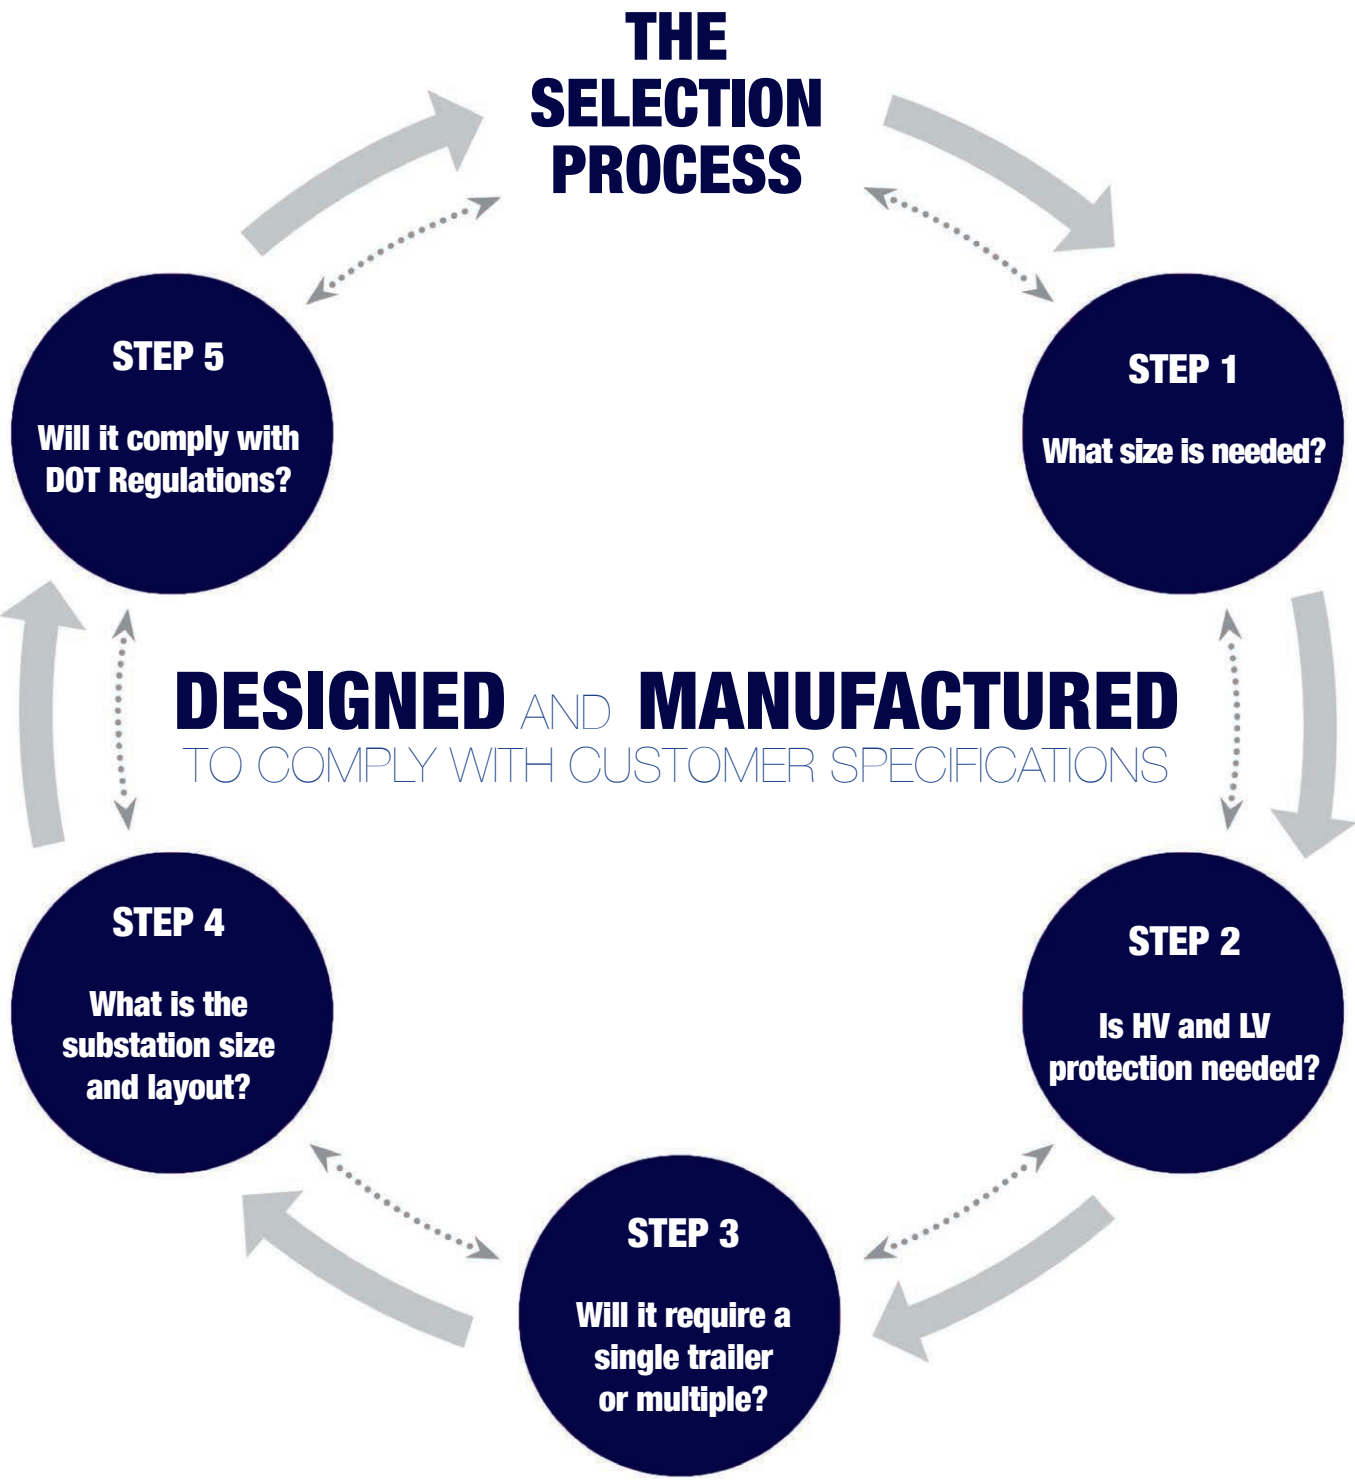 THE
SELECTION
PROCESS
STEP 1
What size is needed?
STEP 2
Is HV and LV
protection needed?
STEP 3
Will it require a
single trailer
or multiple?
STEP 4
What is the
substation size
and layout?
STEP 5
Will it comply with
DOT Regulations?
DESIGNED AND MANUFACTURED
TO COMPLY WITH CUSTOMER SPECIFICATIONS